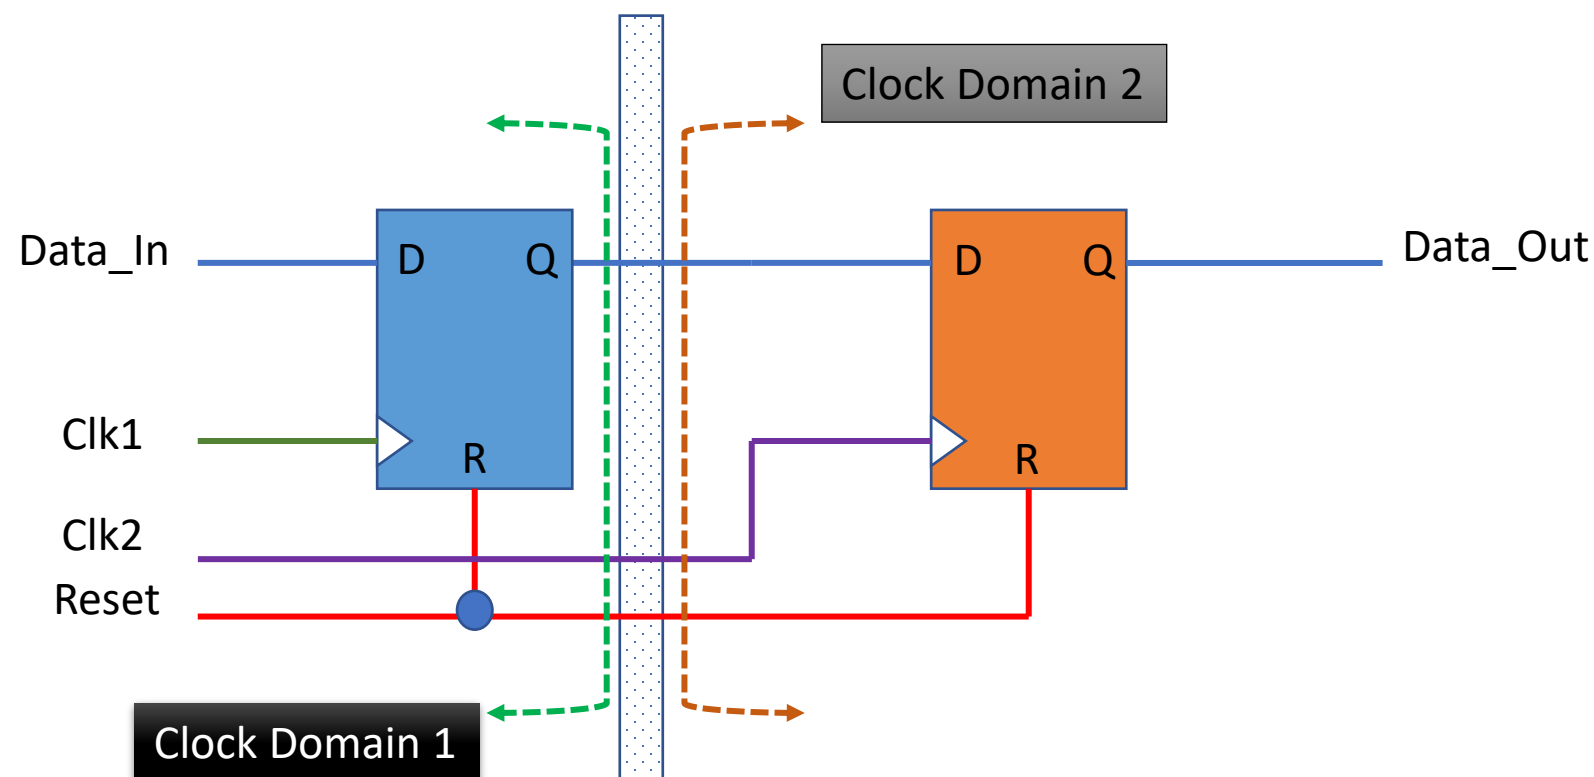 Clock Domain 2
Data_In
D
Q
D
Q
Data_Out
Clk1
R
R
Clk2
Reset
Clock Domain 1